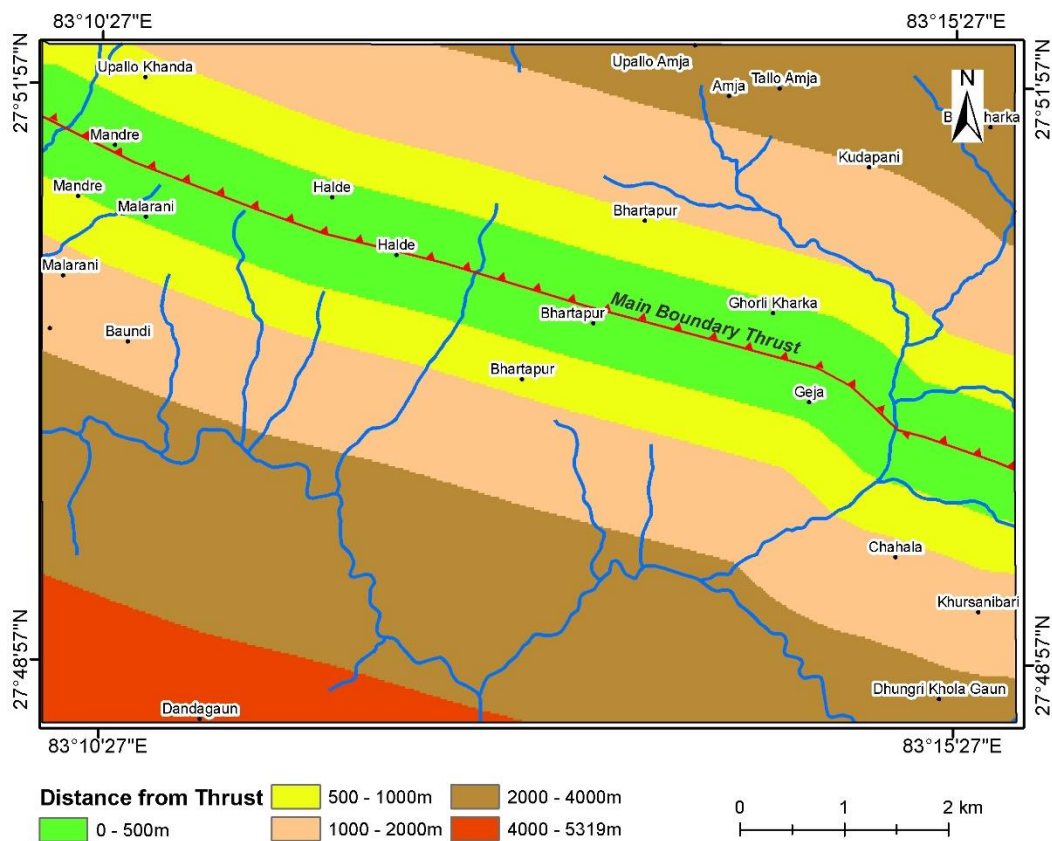 83°10'27"E
83°15'27"E
27°51'57"N
27°51'57"N
Upallo Khanda
Upallo Amja
Amja
Tallo Amja
N
Mandre
Kudapani
Mandre
Halde
Malarani
Bhartapur
Halde
Malarani
Ghorli Kharka
Main Boundary Thrust
Bhartapur
Baundi
Bhartapur
Geja
Chahala
Khursanibari
27°48'57"N
27°48'57"N
Dhungri Khola Gaun
Dandagaun
83°10'27"E
83°15'27"E
Distance from Thrust
0 - 500m
500 - 1000m
1000 - 2000m
2000 - 4000m
4000 - 5319m
0 1 2 km